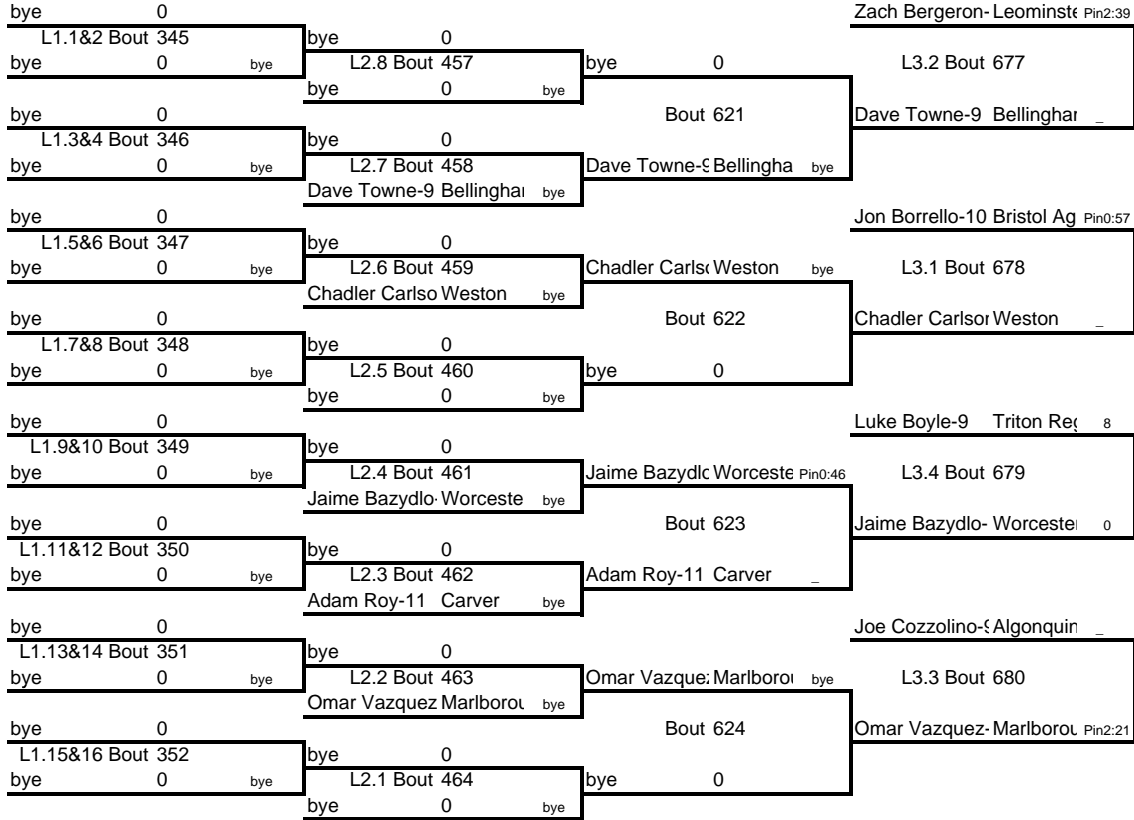 bye 0 Zach Bergeron- Leominste Pin2:39
L1.1&2 Bout 345 bye 0
bye 0 bye L2.8 Bout 457 bye 0 L3.2 Bout 677
bye 0 bye
bye 0 Bout 621 Dave Towne-9 Bellinghar _
L1.3&4 Bout 346 bye 0
bye 0 bye L2.7 Bout 458 Dave Towne-9 Bellingha bye
Dave Towne-9 Bellinghar bye
bye 0 Jon Borrello-10 Bristol Ag Pin0:57
L1.5&6 Bout 347 bye 0
bye 0 bye L2.6 Bout 459 Chadler Carlso Weston bye L3.1 Bout 678
Chadler Carlso Weston bye
bye 0 Bout 622 Chadler Carlsor Weston _
L1.7&8 Bout 348 bye 0
bye 0 bye L2.5 Bout 460 bye 0
bye 0 bye
bye 0 Luke Boyle-9 Triton Reg 8
L1.9&10 Bout 349 bye 0
bye 0 bye L2.4 Bout 461 Jaime Bazydlo Worceste Pin0:46 L3.4 Bout 679
Jaime Bazydlo- Worceste bye
bye 0 Bout 623 Jaime Bazydlo- Worceste 0
L1.11&12 Bout 350 bye 0
bye 0 bye L2.3 Bout 462 Adam Roy-11 Carver _
Adam Roy-11 Carver bye
bye 0 Joe Cozzolino-9 Algonquin _
L1.13&14 Bout 351 bye 0
bye 0 bye L2.2 Bout 463 Omar Vazquez Marlborou bye L3.3 Bout 680
Omar Vazquez Marlborou bye
bye 0 Bout 624 Omar Vazquez- Marlborou Pin2:21
L1.15&16 Bout 352 bye 0
bye 0 bye L2.1 Bout 464 bye 0
bye 0 bye